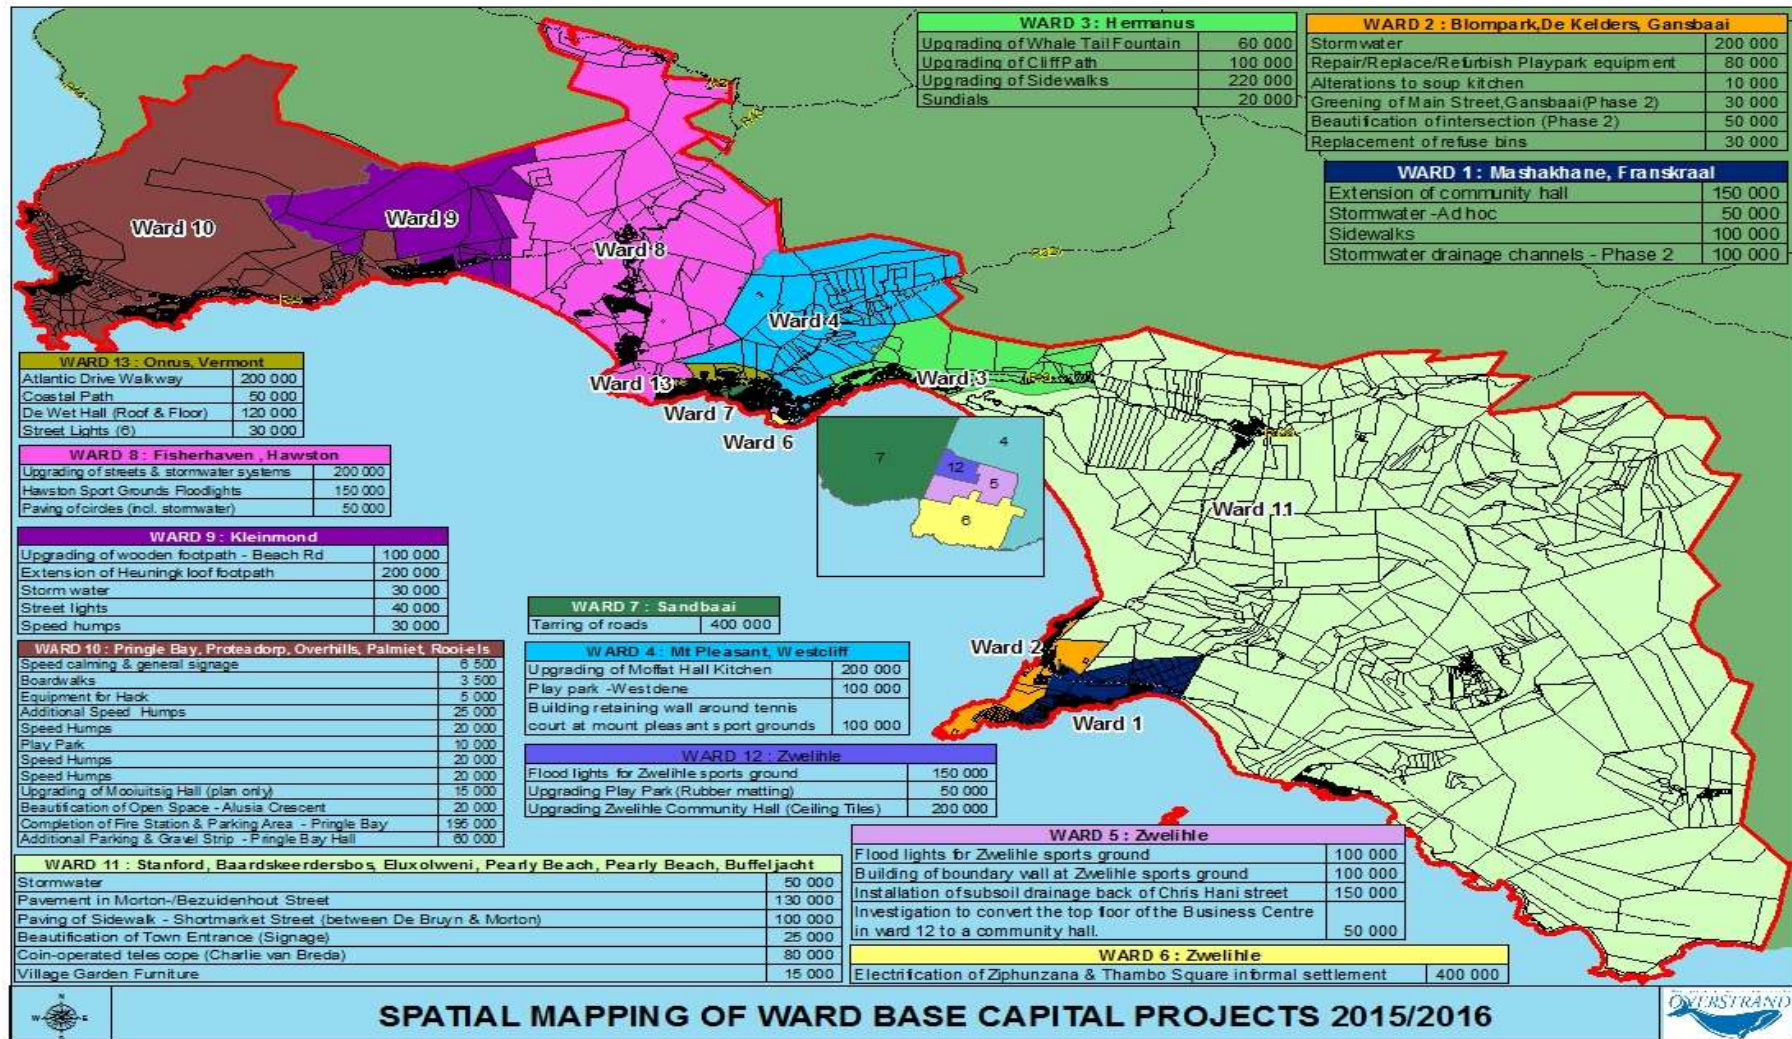 WARD 3 : Hermanus
Upgrading of Whale Tail Fountain 60 000
Upgrading of Cliff Path 100 000
Upgrading of Sidewalks 220 000
Sundials 20 000
WARD 2 : Blompark,De Kelders, Gansbaai
Stormwater 200 000
Repair/Replace/Refurbish Playpark equipment 80 000
Alterations to soup kitchen 10 000
Greening of Main Street,Gansbaai(Phase 2) 30 000
Beautification of intersection (Phase 2) 50 000
Replacement of refuse bins 30 000
WARD 1 : Mashakhane, Franskraal
Extension of community hall 150 000
Stormwater -Ad hoc 50 000
Sidewalks 100 000
Stormwater drainage channels - Phase 2 100 000
Ward 10
Ward 9
Ward 8
Ward 4
Ward 13
Ward 3
Ward 7
Ward 6
7
4
12
5
6
Ward 11
Ward 2
Ward 1
WARD 13 : Onrus, Vermont
Atlantic Drive Walkway 200 000
Coastal Path 50 000
De Wet Hall (Roof & Floor) 120 000
Street Lights (6) 30 000
WARD 8 : Fisherhaven , Hawston
Upgrading of streets & stormwater systems 200 000
Hawston Sport Grounds Floodlights 150 000
Paving of circles (incl. stormwater) 50 000
WARD 9 : Kleinmond
Upgrading of wooden footpath - Beach Rd 100 000
Extension of Heuningkloof footpath 200 000
Storm water 30 000
Street lights 40 000
Speed humps 30 000
WARD 10 : Pringle Bay, Proteadorp, Overhills, Palmiet, Rooi-els
Speed calming & general signage 6 500
Boardwalks 3 500
Equipment for Hack 5 000
Additional Speed Humps 25 000
Speed Humps 20 000
Play Park 10 000
Speed Humps 20 000
Speed Humps 20 000
Upgrading of Mooiuitsig Hall (plan only) 15 000
Beautification of Open Space - Alusia Crescent 20 000
Completion of Fire Station & Parking Area - Pringle Bay 195 000
Additional Parking & Gravel Strip - Pringle Bay Hall 60 000
WARD 7 : Sandbaai
Tarring of roads 400 000
WARD 4 : Mt Pleasant, Westcliff
Upgrading of Moffat Hall Kitchen 200 000
Play park -Westdene 100 000
Building retaining wall around tennis
court at mount pleasant sport grounds 100 000
WARD 12 : Zwelihle
Flood lights for Zwelihle sports ground 150 000
Upgrading Play Park (Rubber matting) 50 000
Upgrading Zwelihle Community Hall (Ceiling Tiles) 200 000
WARD 11 : Stanford, Baardskeerdersbos, Eluxolweni, Pearly Beach, Pearly Beach, Buffeljacht
Stormwater 50 000
Pavement in Morton-/Bezuidenhout Street 130 000
Paving of Sidewalk - Shortmarket Street (between De Bruyn & Morton) 100 000
Beautification of Town Entrance (Signage) 25 000
Coin-operated telescope (Charlie van Breda) 80 000
Village Garden Furniture 15 000
WARD 5 : Zwelihle
Flood lights for Zwelihle sports ground 100 000
Building of boundary wall at Zwelihle sports ground 100 000
Installation of subsoil drainage back of Chris Hani street 150 000
Investigation to convert the top floor of the Business Centre
in ward 12 to a community hall. 50 000
WARD 6 : Zwelihle
Electrification of Ziphunzana & Thambo Square informal settlement 400 000
N
W E
SPATIAL MAPPING OF WARD BASE CAPITAL PROJECTS 2015/2016
OVERSTRAND